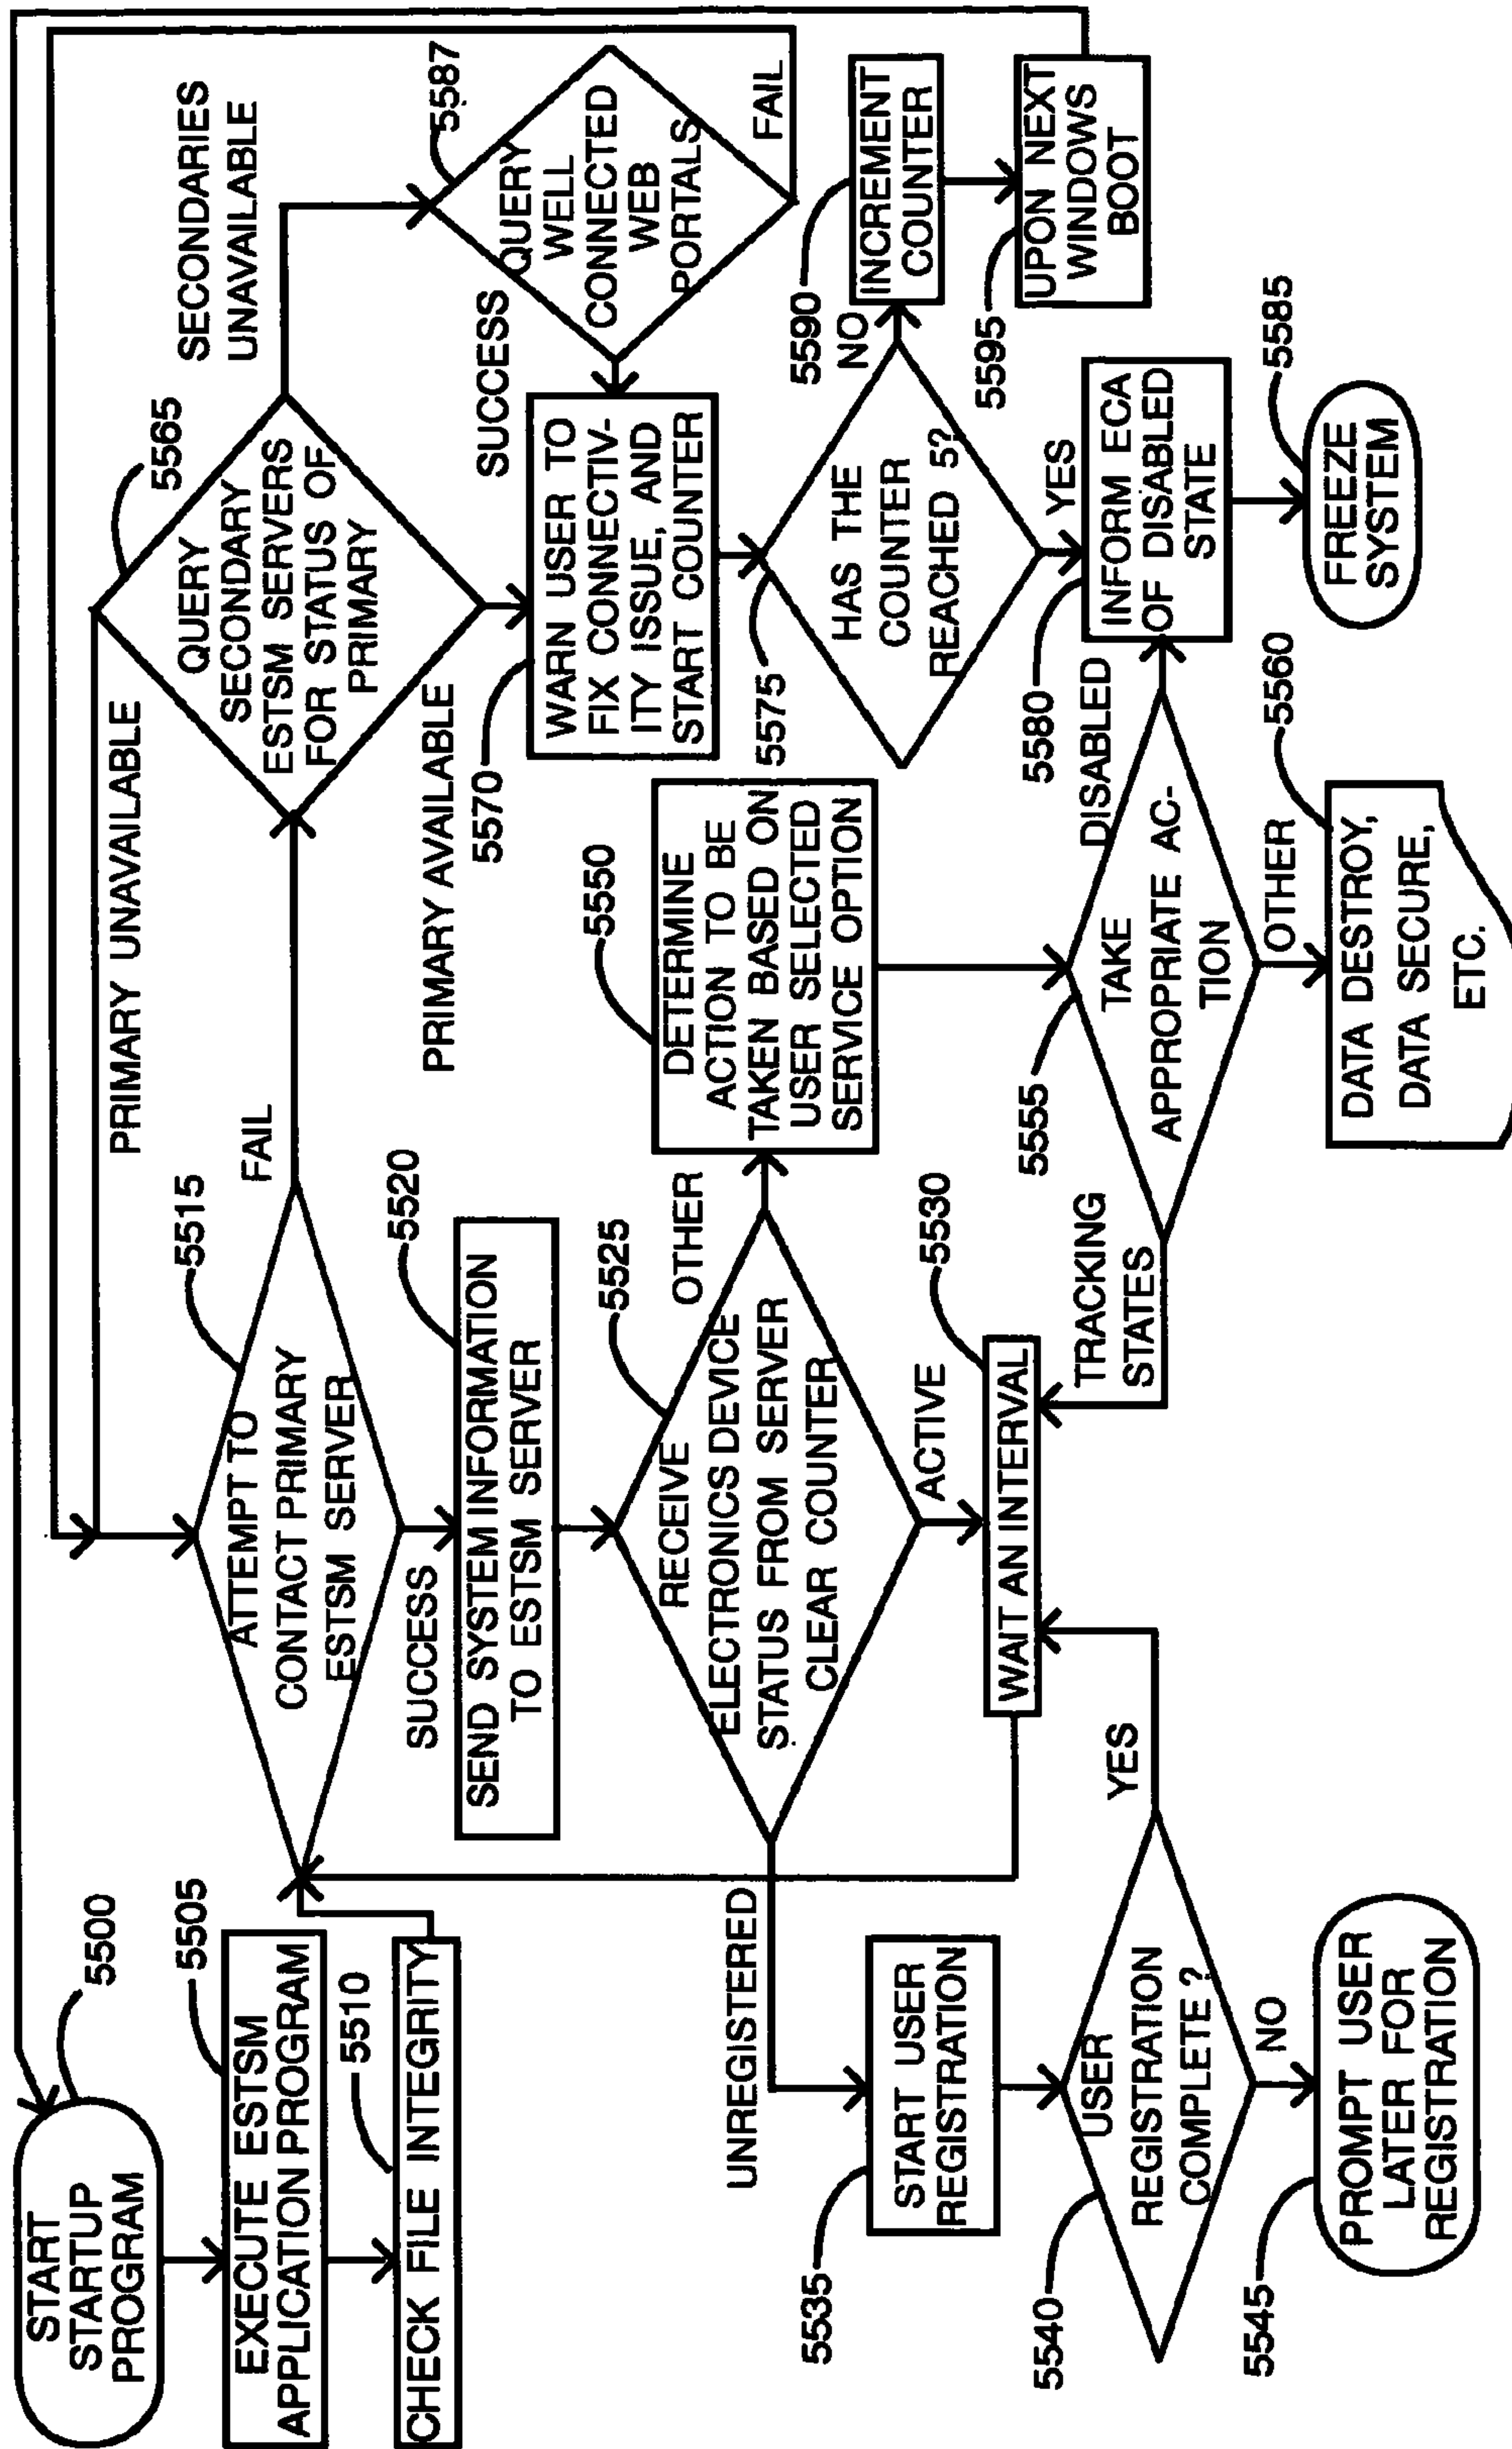 START
STARTUP
PROGRAM
5500
EXECUTE ESTSM
APPLICATION PROGRAM
5505
CHECK FILE INTEGRITY
5510
ATTEMPT TO
CONTACT PRIMARY
ESTSM SERVER
5515
FAIL
SUCCESS
PRIMARY UNAVAILABLE
SEND SYSTEM INFORMATION
TO ESTSM SERVER
5520
RECEIVE
ELECTRONICS DEVICE
STATUS FROM SERVER
CLEAR COUNTER
5525
OTHER
ACTIVE
UNREGISTERED
WAIT AN INTERVAL
5530
START USER
REGISTRATION
5535
USER
REGISTRATION
COMPLETE ?
5540
YES
NO
PROMPT USER
LATER FOR
REGISTRATION
5545
DETERMINE
ACTION TO BE
TAKEN BASED ON
USER SELECTED
SERVICE OPTION
5550
TAKE
APPROPRIATE AC-
TION
5555
TRACKING
STATES
DISABLED
OTHER
DATA DESTROY,
DATA SECURE,
ETC.
5560
QUERY
SECONDARY
ESTSM SERVERS
FOR STATUS OF
PRIMARY
5565
SECONDARIES
UNAVAILABLE
PRIMARY AVAILABLE
WARN USER TO
FIX CONNECTIV-
ITY ISSUE, AND
START COUNTER
5570
QUERY
WELL
CONNECTED
WEB
PORTALS
5587
SUCCESS
FAIL
HAS THE
COUNTER
REACHED 5?
5575
NO
YES
INCREMENT
COUNTER
5590
UPON NEXT
WINDOWS
BOOT
5595
INFORM ECA
OF DISABLED
STATE
5580
FREEZE
SYSTEM
5585